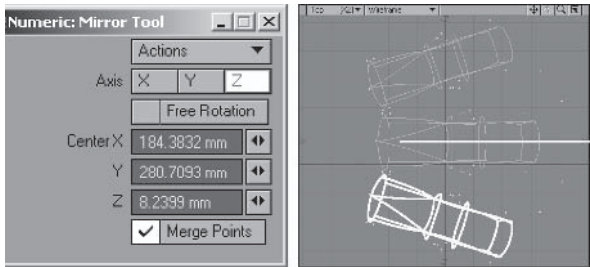 Numeric: Mirror Tool
Actions
Axis X Y Z
Free Rotation
Center X 184.3832 mm
Y 280.7093 mm
Z 8.2399 mm
✓ Merge Points
Top Wireframe